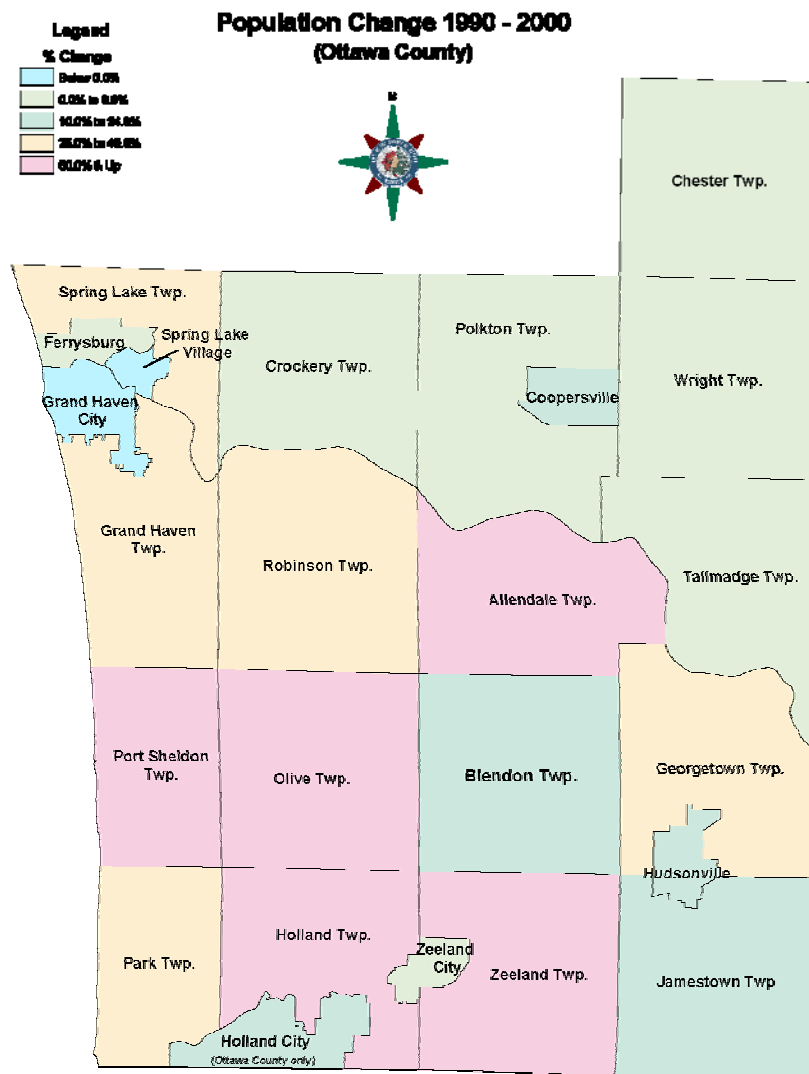 Population Change 1990 - 2000
(Ottawa County)
Legend
% Change
Below 0.0%
0.0% to 9.9%
10.0% to 24.9%
25.0% to 49.9%
50.0% & Up
N
Chester Twp.
Spring Lake Twp.
Ferrysburg
Spring Lake
Village
Polkton Twp.
Crockery Twp.
Wright Twp.
Coopersville
Grand Haven
City
Grand Haven
Twp.
Robinson Twp.
Allendale Twp.
Tallmadge Twp.
Port Sheldon
Twp.
Olive Twp.
Blendon Twp.
Georgetown Twp.
Hudsonville
Holland Twp.
Zeeland
City
Park Twp.
Zeeland Twp.
Jamestown Twp
Holland City
(Ottawa County only)